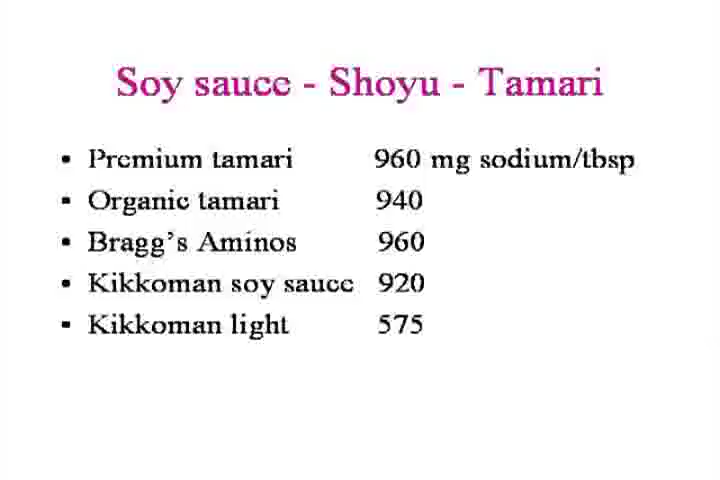 Soy sauce - Shoyu - Tamari
• Premium tamari 960 mg sodium/tbsp
• Organic tamari 940
• Bragg's Aminos 960
• Kikkoman soy sauce 920
• Kikkoman light 575